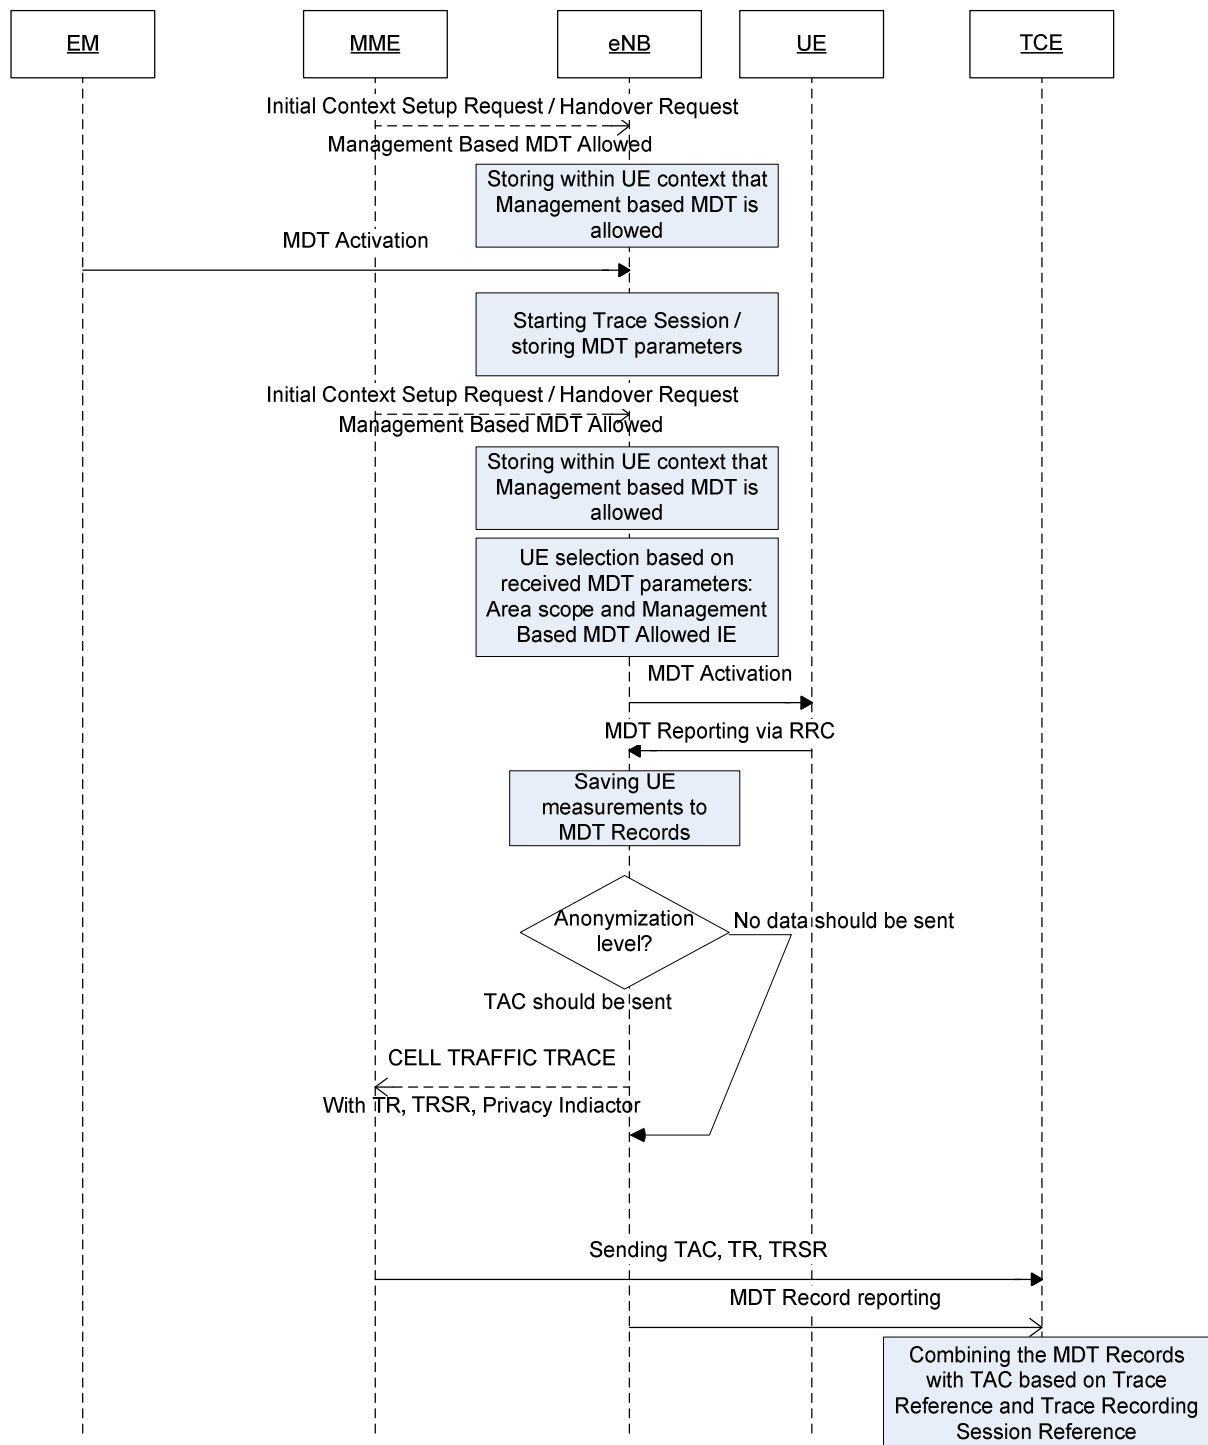 EM
MME
eNB
UE
TCE
Initial Context Setup Request / Handover Request
Management Based MDT Allowed
Storing within UE context that
Management based MDT is
allowed
MDT Activation
Starting Trace Session /
storing MDT parameters
Initial Context Setup Request / Handover Request
Management Based MDT Allowed
Storing within UE context that
Management based MDT is
allowed
UE selection based on
received MDT parameters:
Area scope and Management
Based MDT Allowed IE
MDT Activation
MDT Reporting via RRC
Saving UE
measurements to
MDT Records
Anonymization
level?
No data should be sent
TAC should be sent
CELL TRAFFIC TRACE
With TR, TRSR, Privacy Indiactor
Sending TAC, TR, TRSR
MDT Record reporting
Combining the MDT Records
with TAC based on Trace
Reference and Trace Recording
Session Reference